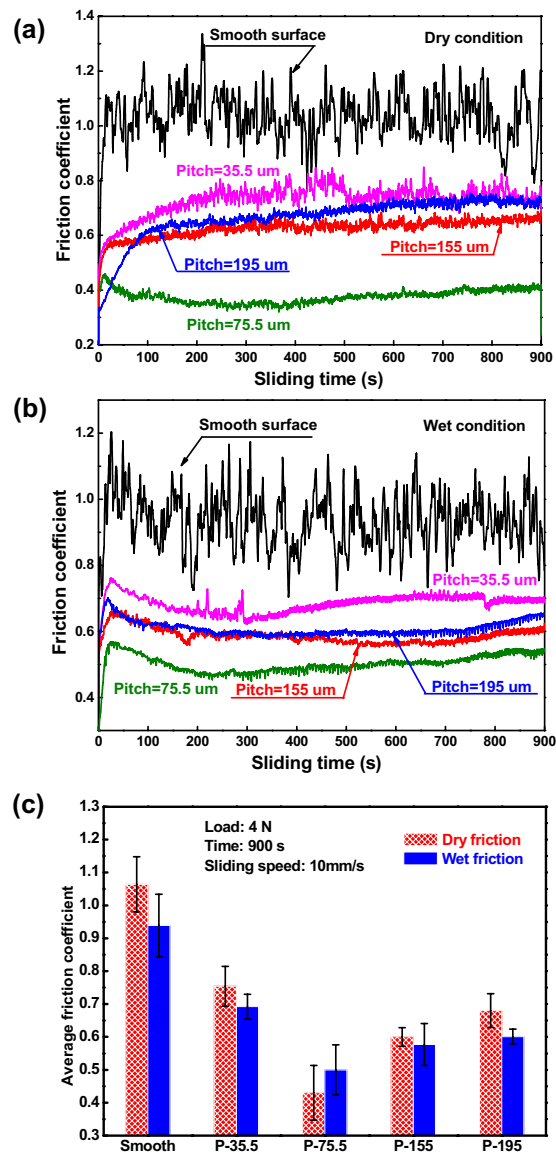 (a)
Smooth surface
Dry condition
Pitch=35.5 um
Pitch=155 um
Pitch=195 um
Pitch=75.5 um
Friction coefficient
1.4
1.2
1.0
0.8
0.6
0.4
0.2
0 100 200 300 400 500 600 700 800 900
Sliding time (s)
(b)
Smooth surface
Wet condition
Pitch=35.5 um
Pitch=75.5 um
Pitch=155 um
Pitch=195 um
Friction coefficient
1.2
1.0
0.8
0.6
0.4
0 100 200 300 400 500 600 700 800 900
Sliding time (s)
(c)
Load: 4 N
Time: 900 s
Sliding speed: 10mm/s
Dry friction
Wet friction
Average friction coefficient
1.3
1.2
1.1
1.0
0.9
0.8
0.7
0.6
0.5
0.4
0.3
Smooth P-35.5 P-75.5 P-155 P-195